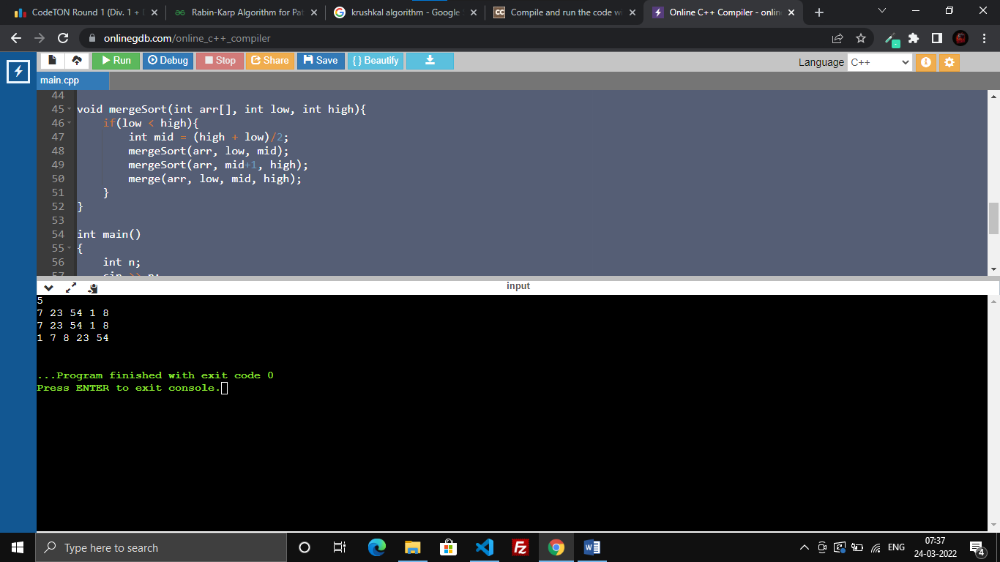 CodeTON Round 1 (Div. 1 +
Rabin-Karp Algorithm for Pat
krushkal algorithm - Google
Compile and run the code w
Online C++ Compiler - onlin
onlinegdb.com/online_c++_compiler
Run Debug Stop Share Save { } Beautify
Language C++
main.cpp
44
45 void mergeSort(int arr[], int low, int high){
46 if(low < high){
47 int mid = (high + low)/2;
48 mergeSort(arr, low, mid);
49 mergeSort(arr, mid+1, high);
50 merge(arr, low, mid, high);
51 }
52 }
53
54 int main()
55 {
56 int n;
57 cin >> n;
input
5
7 23 54 1 8
7 23 54 1 8
1 7 8 23 54
...Program finished with exit code 0
Press ENTER to exit console.
Type here to search
ENG
07:37
24-03-2022
4